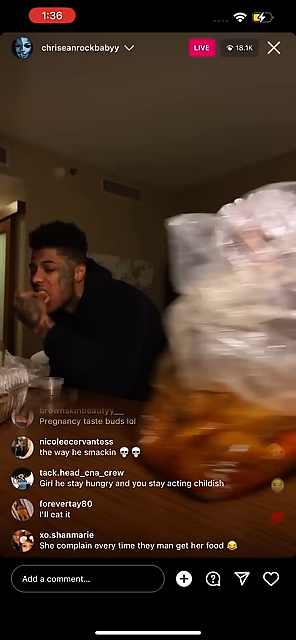 1:36
chriseanrockbabyy
LIVE
18.1K
brownskinbeautyy___
Pregnancy taste buds lol
nicoleecervantess
the way he smackin 💀💀
tack.head_cna_crew
Girl he stay hungry and you stay acting childish
forevertay80
I'll eat it
xo.shanmarie
She complain every time they man get her food 😂
Add a comment...